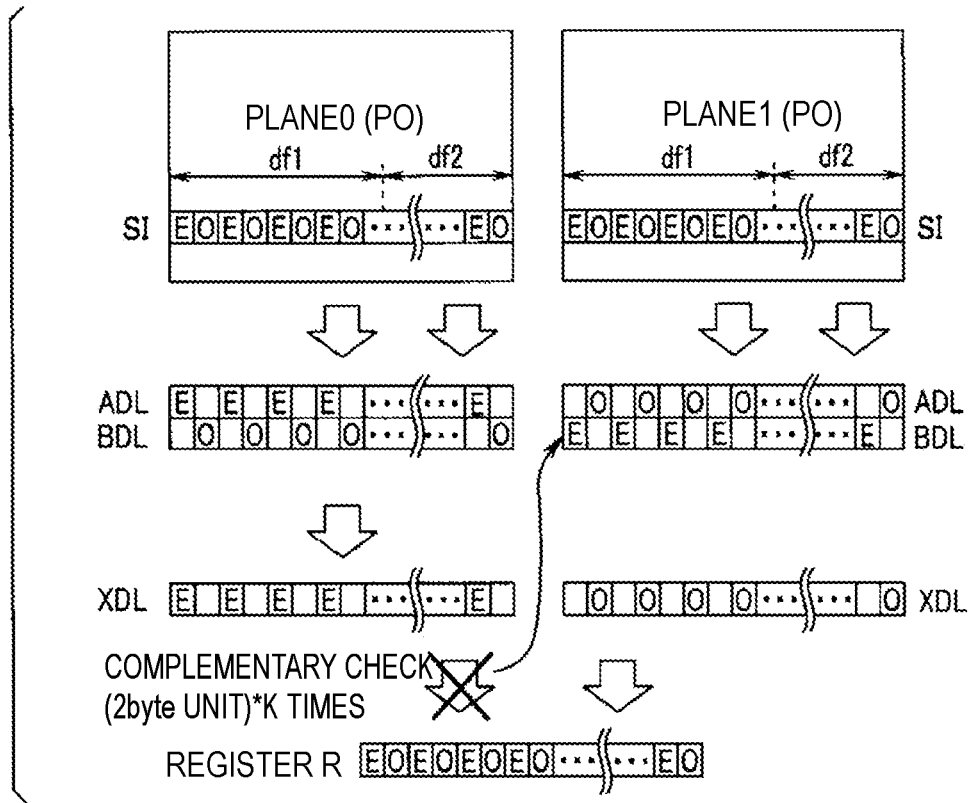 PLANE0 (PO) PLANE1 (PO)
df1 df2 df1 df2
SI E O E O E O E O ... ... E O E O E O E O E O ... ... E O SI
ADL E E E E ... ... E O O O O ... ... O ADL
BDL O O O O ... ... O E E E E ... ... E BDL
XDL E E E E ... ... E O O O O ... ... O XDL
COMPLEMENTARY CHECK
(2byte UNIT)*K TIMES
REGISTER R E O E O E O E O ... ... E O